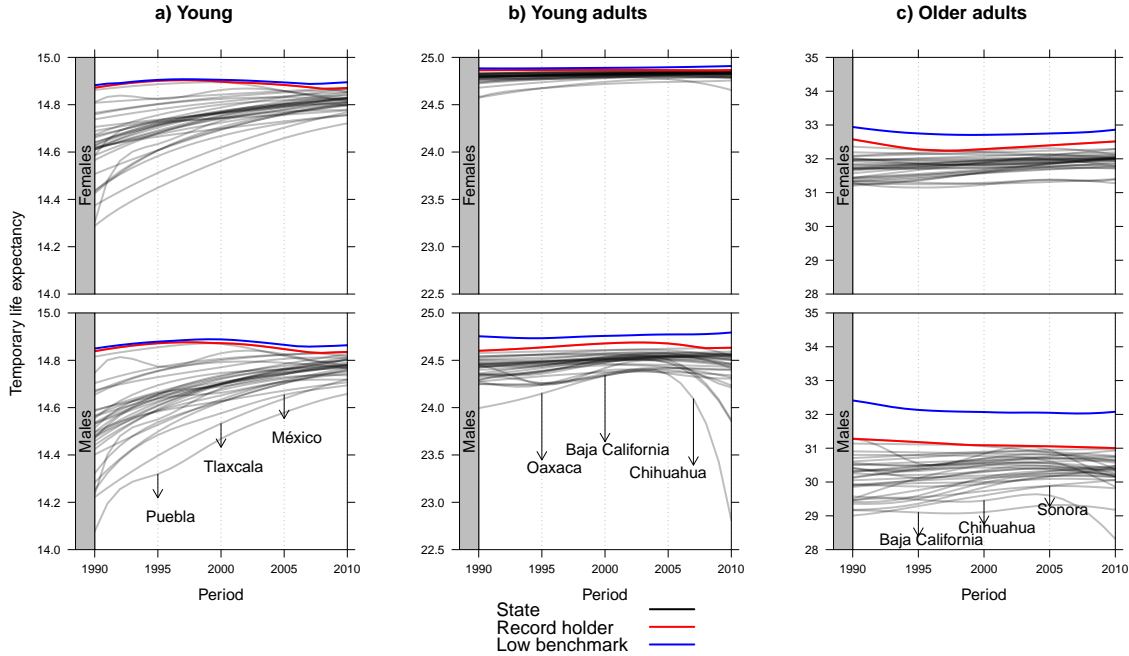 a) Young
b) Young adults
c) Older adults
Temporary life expectancy
15.0
14.8
14.6
14.4
14.2
14.0
Females
25.0
24.5
24.0
23.5
23.0
22.5
Females
35
34
33
32
31
30
29
28
Females
15.0
14.8
14.6
14.4
14.2
14.0
Males
México
Tlaxcala
Puebla
25.0
24.5
24.0
23.5
23.0
22.5
Males
Baja California
Oaxaca
Chihuahua
35
34
33
32
31
30
29
28
Males
Sonora
Chihuahua
Baja California
1990 1995 2000 2005 2010
1990 1995 2000 2005 2010
1990 1995 2000 2005 2010
Period
Period
Period
State
Record holder
Low benchmark